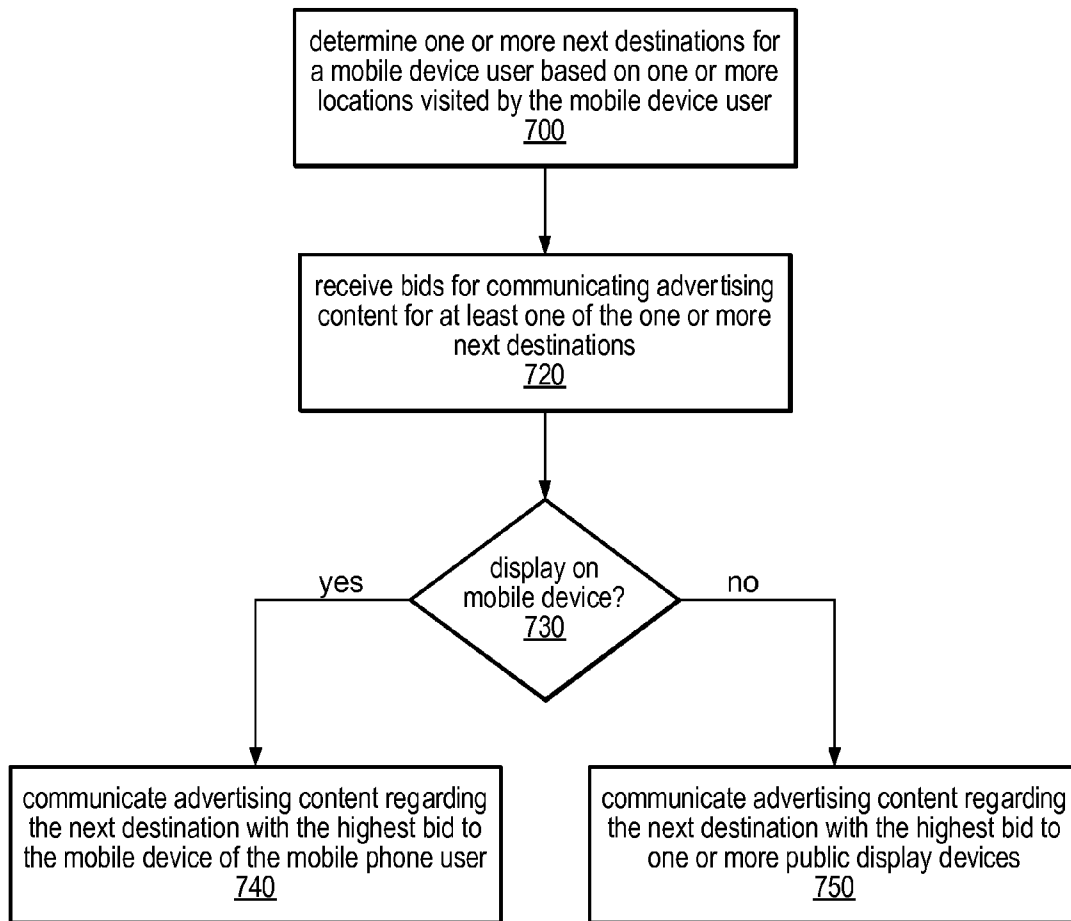 determine one or more next destinations for
a mobile device user based on one or more
locations visited by the mobile device user
700
receive bids for communicating advertising
content for at least one of the one or more
next destinations
720
display on
mobile device?
730
yes
no
communicate advertising content regarding
the next destination with the highest bid to
the mobile device of the mobile phone user
740
communicate advertising content regarding
the next destination with the highest bid to
one or more public display devices
750